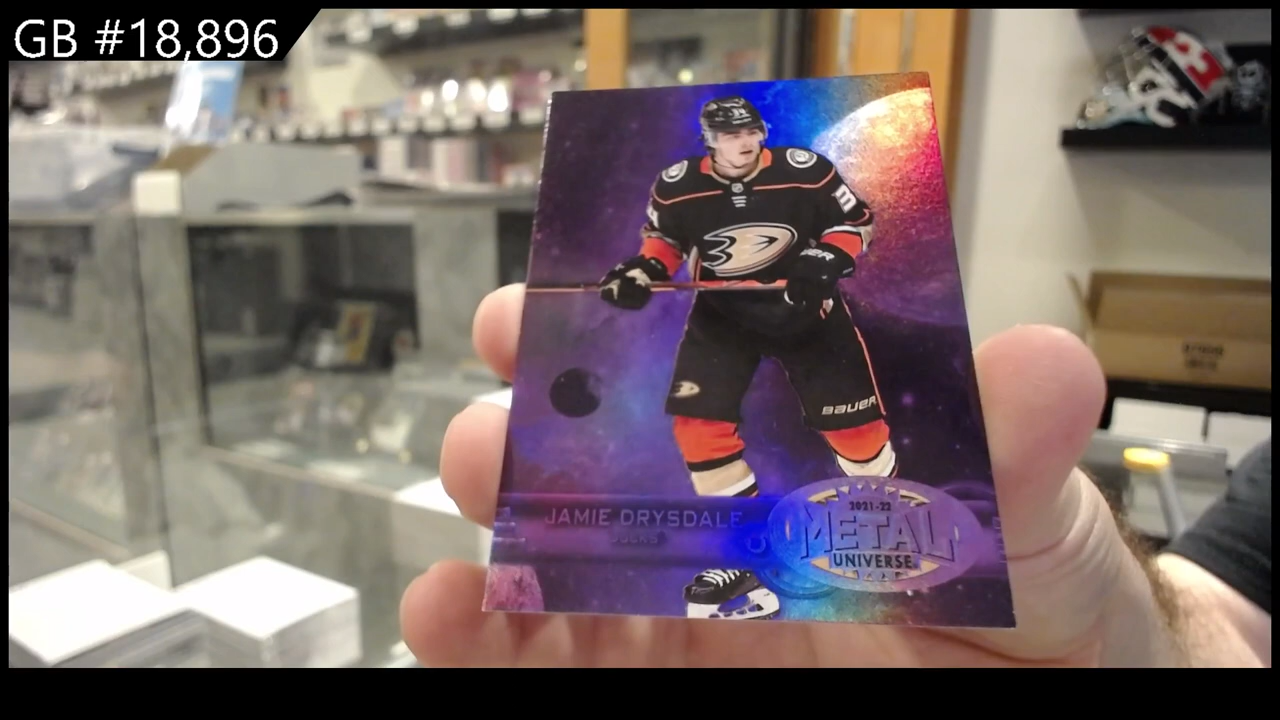 GB #18,896
BAUER
JAMIE DRYSDALE
DUCKS
2021-22
METAL
UNIVERSE